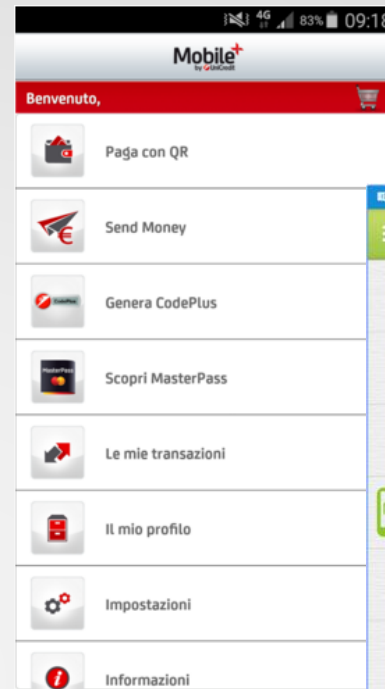 4G 83% 09:18
Mobile+
by UniCredit
Benvenuto,
Paga con QR
Send Money
CodePlus
Genera CodePlus
MasterPass
Scopri MasterPass
Le mie transazioni
Il mio profilo
Impostazioni
Informazioni